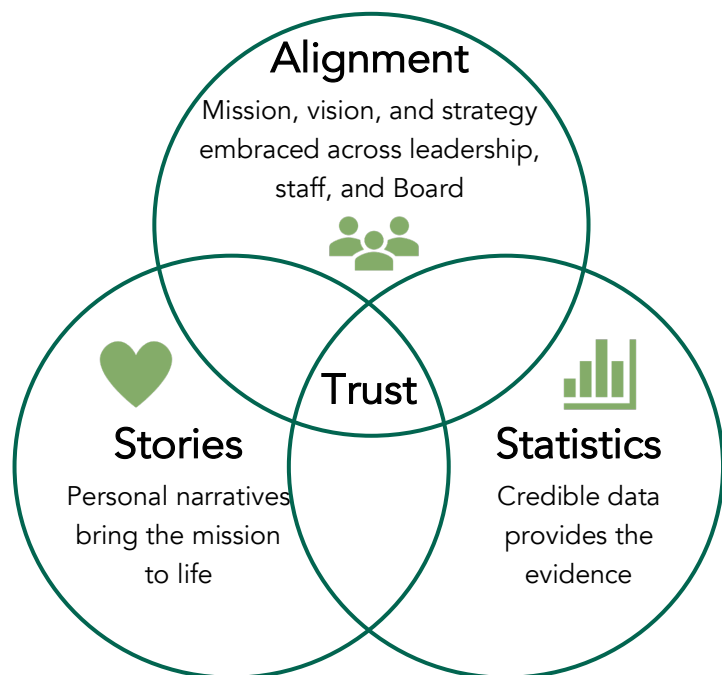 Alignment
Mission, vision, and strategy
embraced across leadership,
staff, and Board
Trust
Stories
Personal narratives
bring the mission
to life
Statistics
Credible data
provides the
evidence